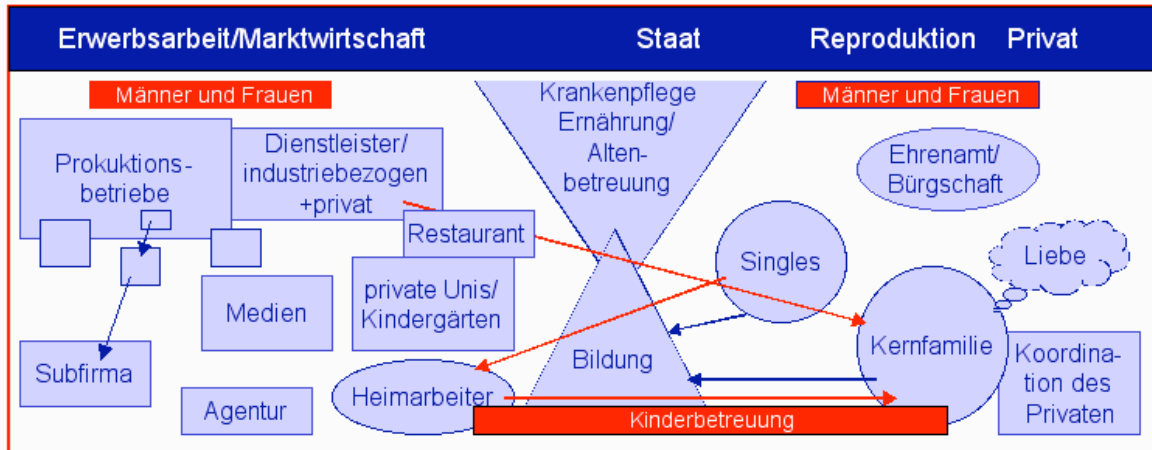 Erwerbsarbeit/Marktwirtschaft Staat Reproduktion Privat
Männer und Frauen
Männer und Frauen
Prokuktions-
betriebe
Dienstleister/
industriebezogen
+privat
Krankenpflege
Ernährung/
Alten-
betreuung
Ehrenamt/
Bürgschaft
Restaurant
Singles
Liebe
Medien
private Unis/
Kindergärten
Subfirma
Bildung
Kernfamilie
Koordina-
tion des
Privaten
Agentur
Heimarbeiter
Kinderbetreuung